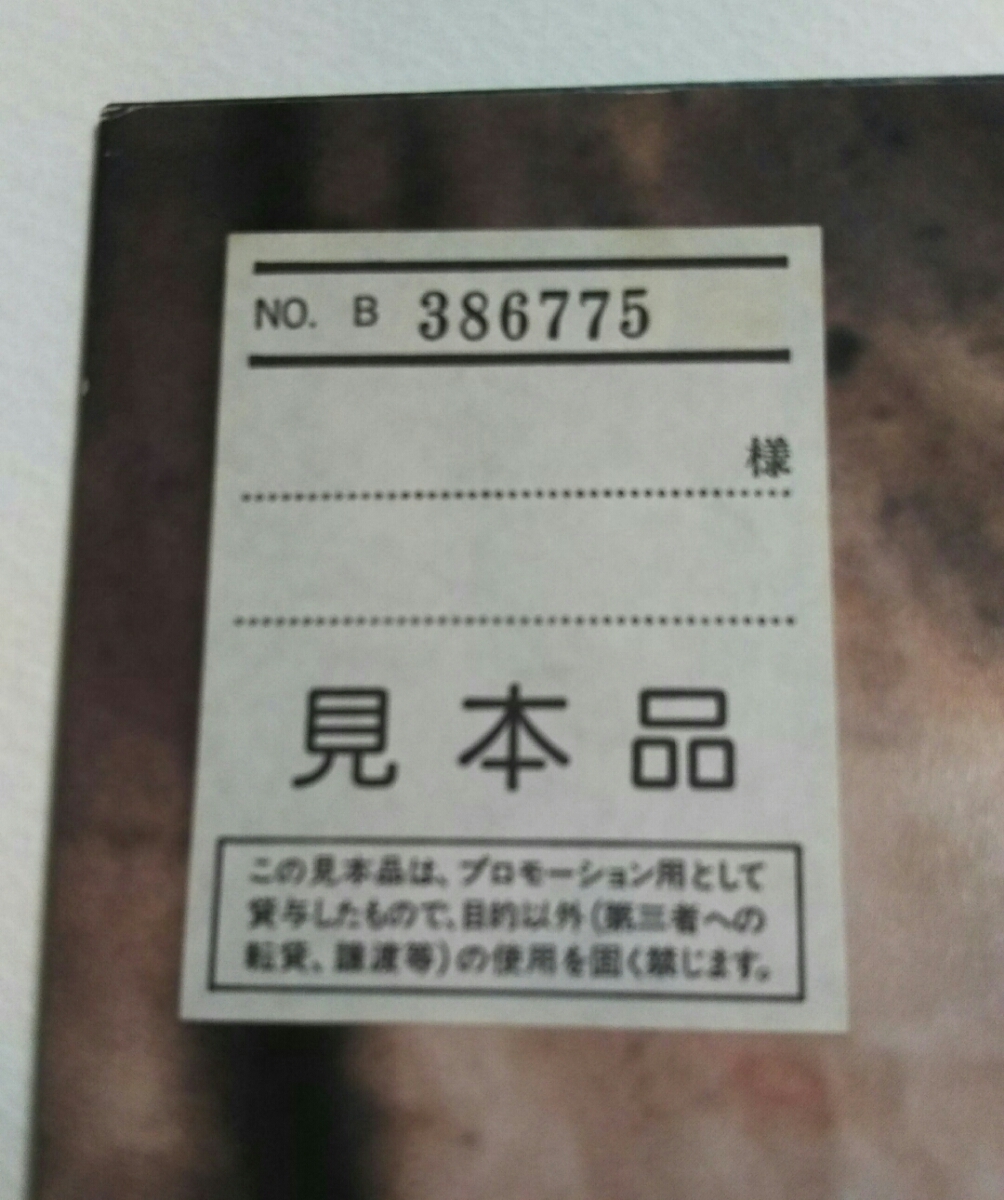 NO. B 386775
様
見本品
この見本品は、プロモーション用として
貸与したもので、目的以外(第三者への
転貸、譲渡等)の使用を固く禁じます。